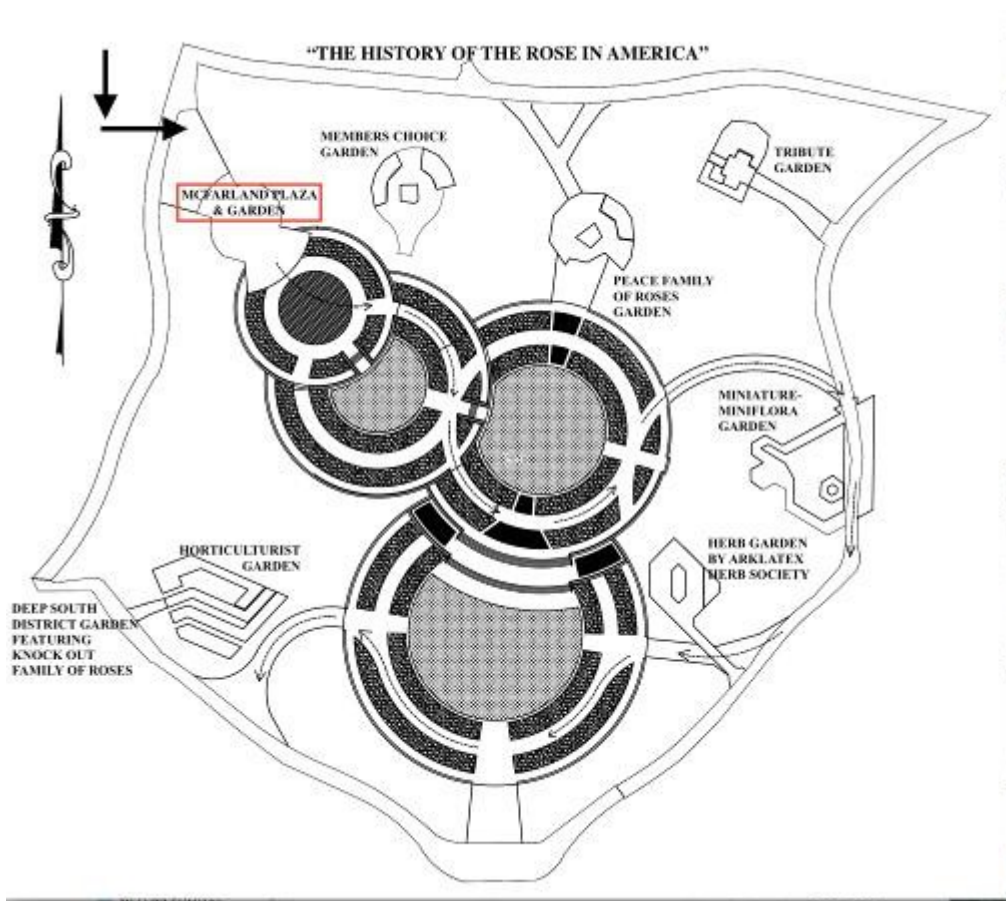 “THE HISTORY OF THE ROSE IN AMERICA”
MEMBERS CHOICE
GARDEN
TRIBUTE
GARDEN
MCFARLAND PLAZA
& GARDEN
PEACE FAMILY
OF ROSES
GARDEN
MINIATURE-
MINIFLORA
GARDEN
HORTICULTURIST
GARDEN
HERB GARDEN
BY ARKLATEX
HERB SOCIETY
DEEP SOUTH
DISTRICT GARDEN
FEATURING
KNOCK OUT
FAMILY OF ROSES